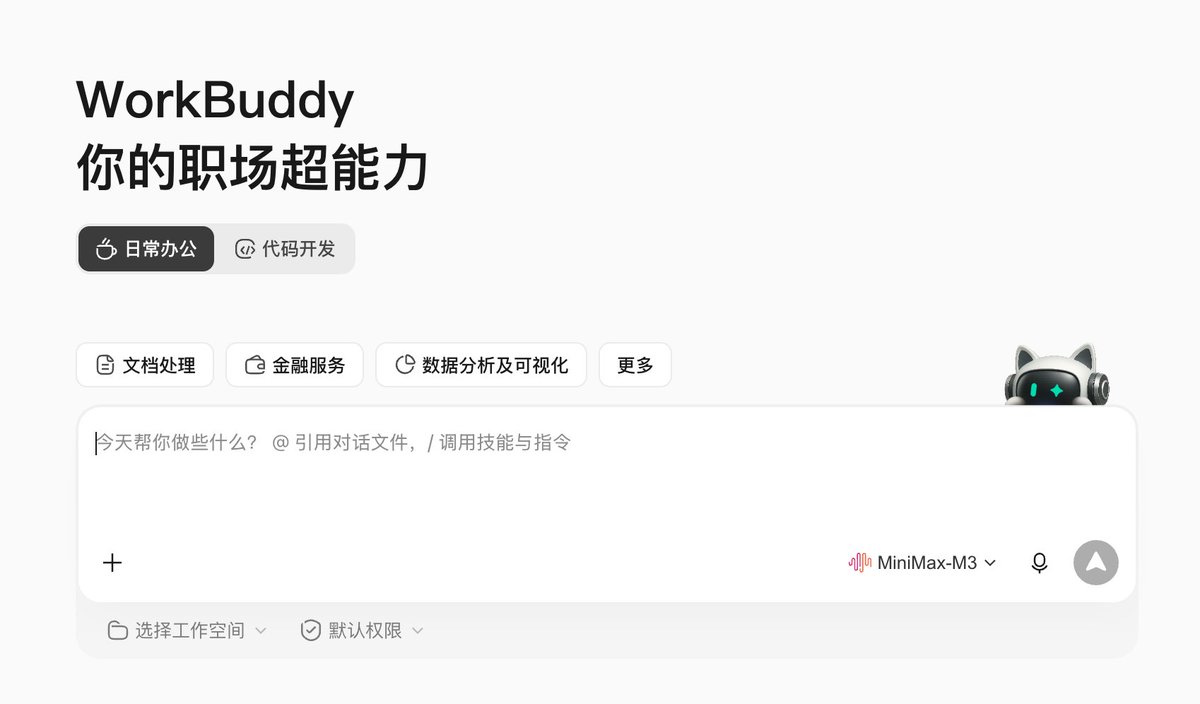 WorkBuddy
你的职场超能力
日常办公 代码开发
文档处理 金融服务 数据分析及可视化 更多
今天帮你做些什么? @ 引用对话文件, / 调用技能与指令
MiniMax-M3
选择工作空间 默认权限